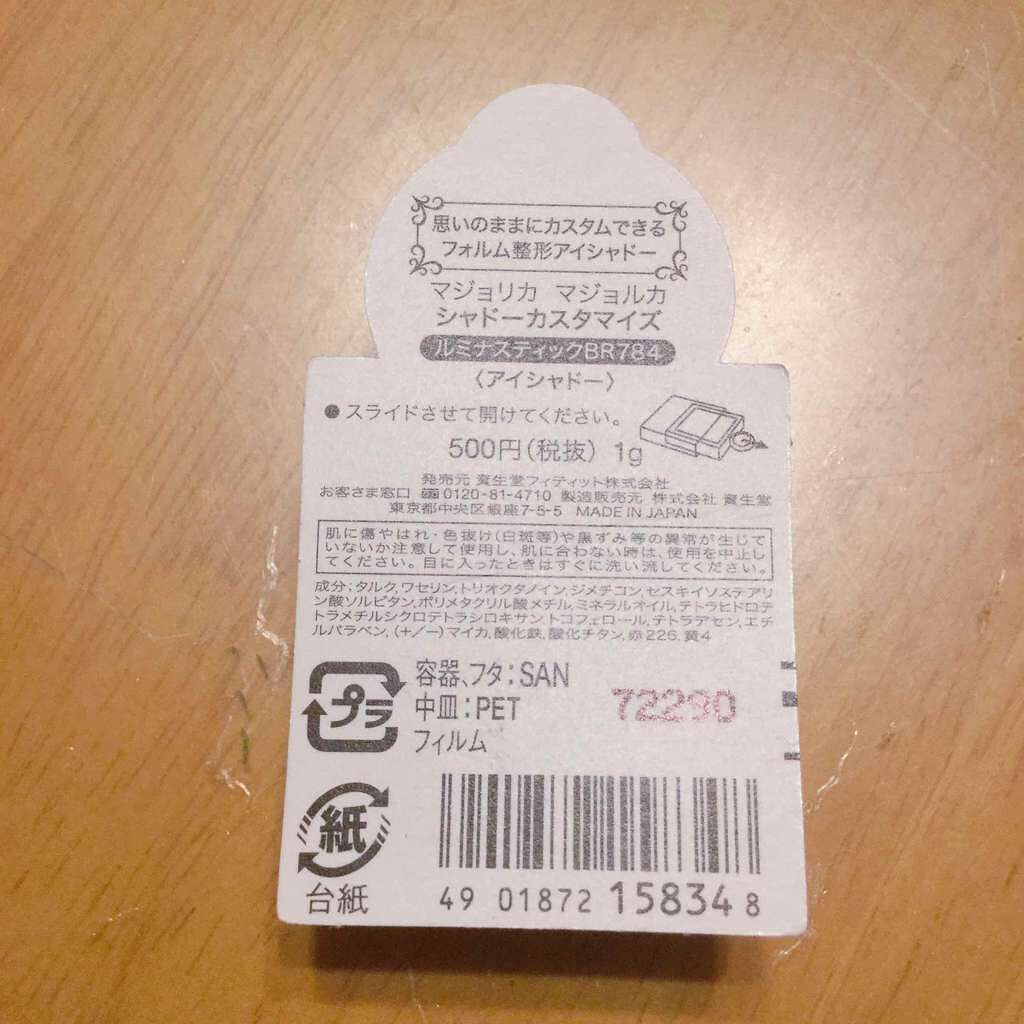 思いのままにカスタムできる
フォルム整形アイシャドー
マジョリカ マジョルカ
シャドーカスタマイズ
ルミナスティックBR784
〈アイシャドー〉
●スライドさせて開けてください。
500円(税抜) 1g
発売元 資生堂フィティット株式会社
お客さま窓口 0120-81-4710 製造販売元 株式会社 資生堂
東京都中央区銀座7-5-5 MADE IN JAPAN
肌に傷やはれ・色抜け(白斑等)や黒ずみ等の異常が生じて
いないか注意して使用し、肌に合わない時は、使用を中止し
てください。目に入ったときはすぐに洗い流してください。
成分:タルク,ワセリン,トリオクタノイン,ジメチコン,セスキイソステアリ
ン酸ソルビタン,ポリメタクリル酸メチル,ミネラルオイル,テトラヒドロテ
トラメチルシクロテトラシロキサン,トコフェロール,テトラデセン,エチ
ルパラベン,(+/-)マイカ,酸化鉄,酸化チタン,赤226,黄4
プラ
容器、フタ:SAN
中皿:PET
フィルム
72290
紙
台紙
49 01872 158348